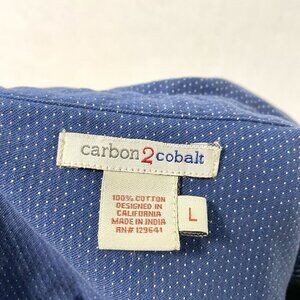 carbon2cobalt
100% COTTON
DESIGNED IN
CALIFORNIA
MADE IN INDIA
RN# 129641
L